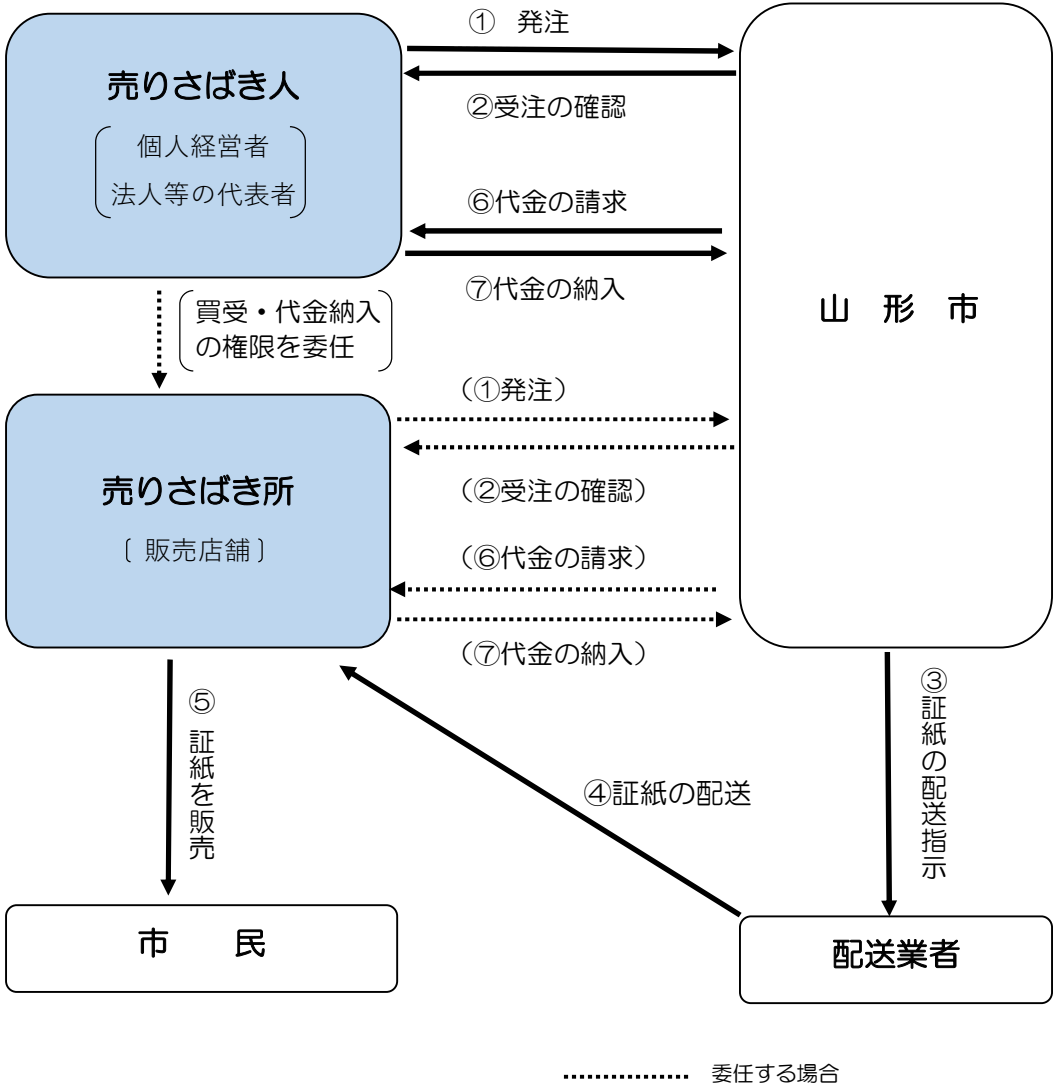 ① 発注
売りさばき人
②受注の確認
個人経営者
法人等の代表者
⑥代金の請求
⑦代金の納入
山 形 市
買受・代金納入
の権限を委任
(①発注)
売りさばき所
(②受注の確認)
〔 販売店舗 〕
(⑥代金の請求)
(⑦代金の納入)
⑤証紙を販売
③証紙の配送指示
④証紙の配送
市 民
配送業者
委任する場合